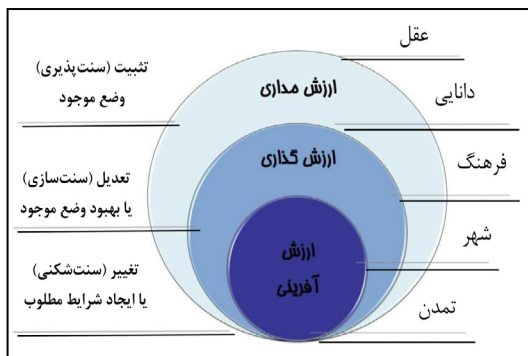 عقل
دانایی
فرهنگ
شهر
تمدن
ارزش مداری
ارزش گذاری
ارزش
آفرینی
تثبیت (سنت‌پذیری)
وضع موجود
تعدیل (سنت‌سازی)
یا بهبود وضع موجود
تغییر (سنت‌شکنی)
یا ایجاد شرایط مطلوب